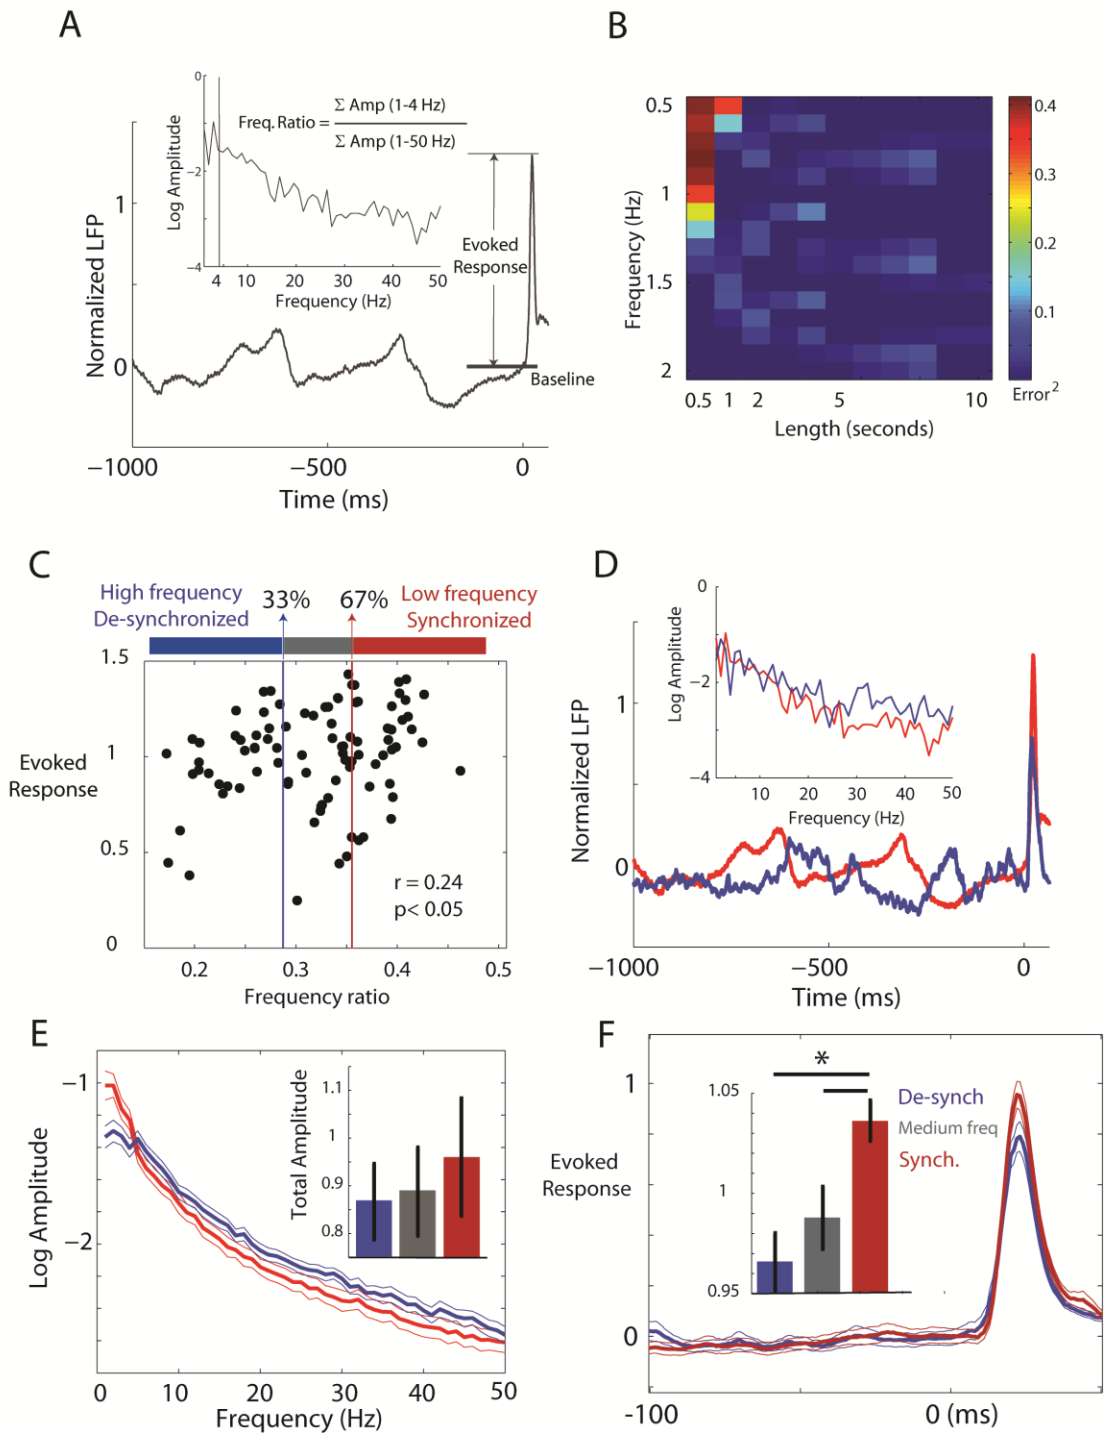 A
0
Σ Amp (1-4 Hz)
Freq. Ratio =
Σ Amp (1-50 Hz)
Log Amplitude
−2
−4
4 10 20 30 40 50
Frequency (Hz)
Evoked
Response
Baseline
Normalized LFP
1
0
−1000 −500 0
Time (ms)
B
0.5
1
1.5
2
Frequency (Hz)
0.5 1 2 5 10
Length (seconds)
0.4
0.3
0.2
0.1
Error2
C
High frequency
De-synchronized
33% 67%
Low frequency
Synchronized
1.5
1
0.5
0
Evoked
Response
r = 0.24
p< 0.05
0.2 0.3 0.4 0.5
Frequency ratio
D
0
−2
−4
Log Amplitude
10 20 30 40 50
Frequency (Hz)
Normalized LFP
1
0
−1000 −500 0
Time (ms)
E
−1
−2
Log Amplitude
Total Amplitude
1.1
1
0.9
0.8
0 10 20 30 40 50
Frequency (Hz)
F
1
0
Evoked
Response
*
1.05
1
0.95
De-synch
Medium freq
Synch.
-100 0 (ms)